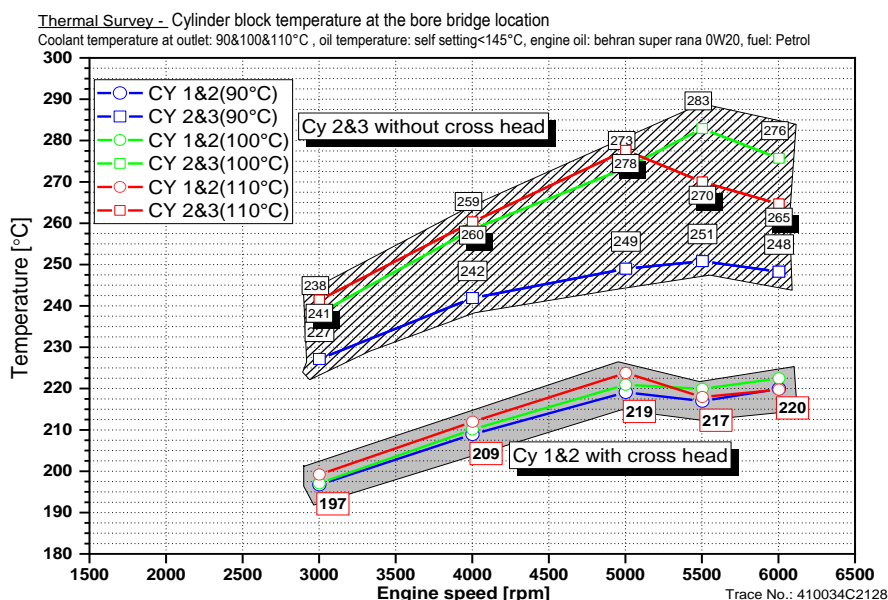 Thermal Survey - Cylinder block temperature at the bore bridge location
Coolant temperature at outlet: 90&100&110°C , oil temperature: self setting<145°C, engine oil: behran super rana 0W20, fuel: Petrol
300
290
280
270
260
250
240
230
220
210
200
190
180
Temperature [°C]
CY 1&2(90°C)
CY 2&3(90°C)
CY 1&2(100°C)
CY 2&3(100°C)
CY 1&2(110°C)
CY 2&3(110°C)
Cy 2&3 without cross head
283
273
276
278
259
260
270
265
249
251
248
242
238
241
227
Cy 1&2 with cross head
219
217
220
209
197
1500 2000 2500 3000 3500 4000 4500 5000 5500 6000 6500
Engine speed [rpm]
Trace No.: 410034C2128